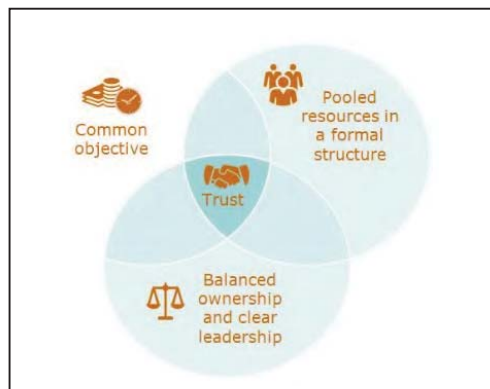 Common
objective
Pooled
resources in
a formal
structure
Trust
Balanced
ownership
and clear
leadership